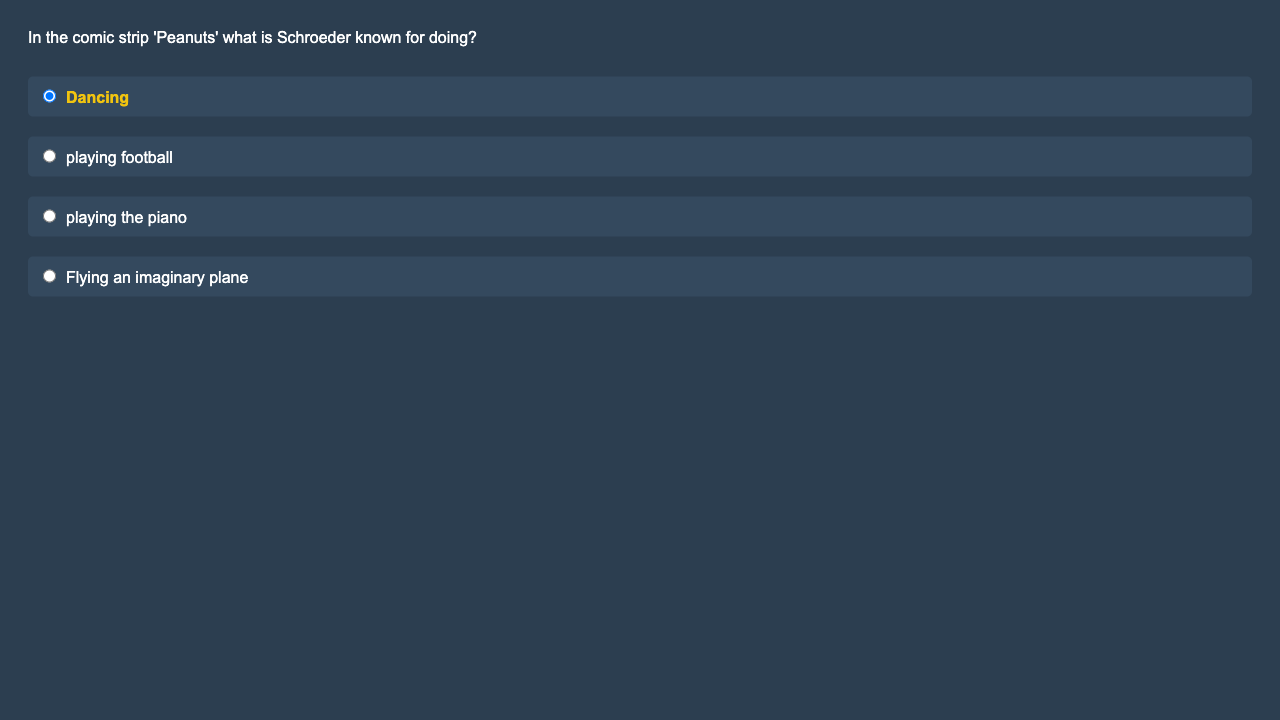 In the comic strip 'Peanuts' what is Schroeder known for doing?
Dancing
playing football
playing the piano
Flying an imaginary plane